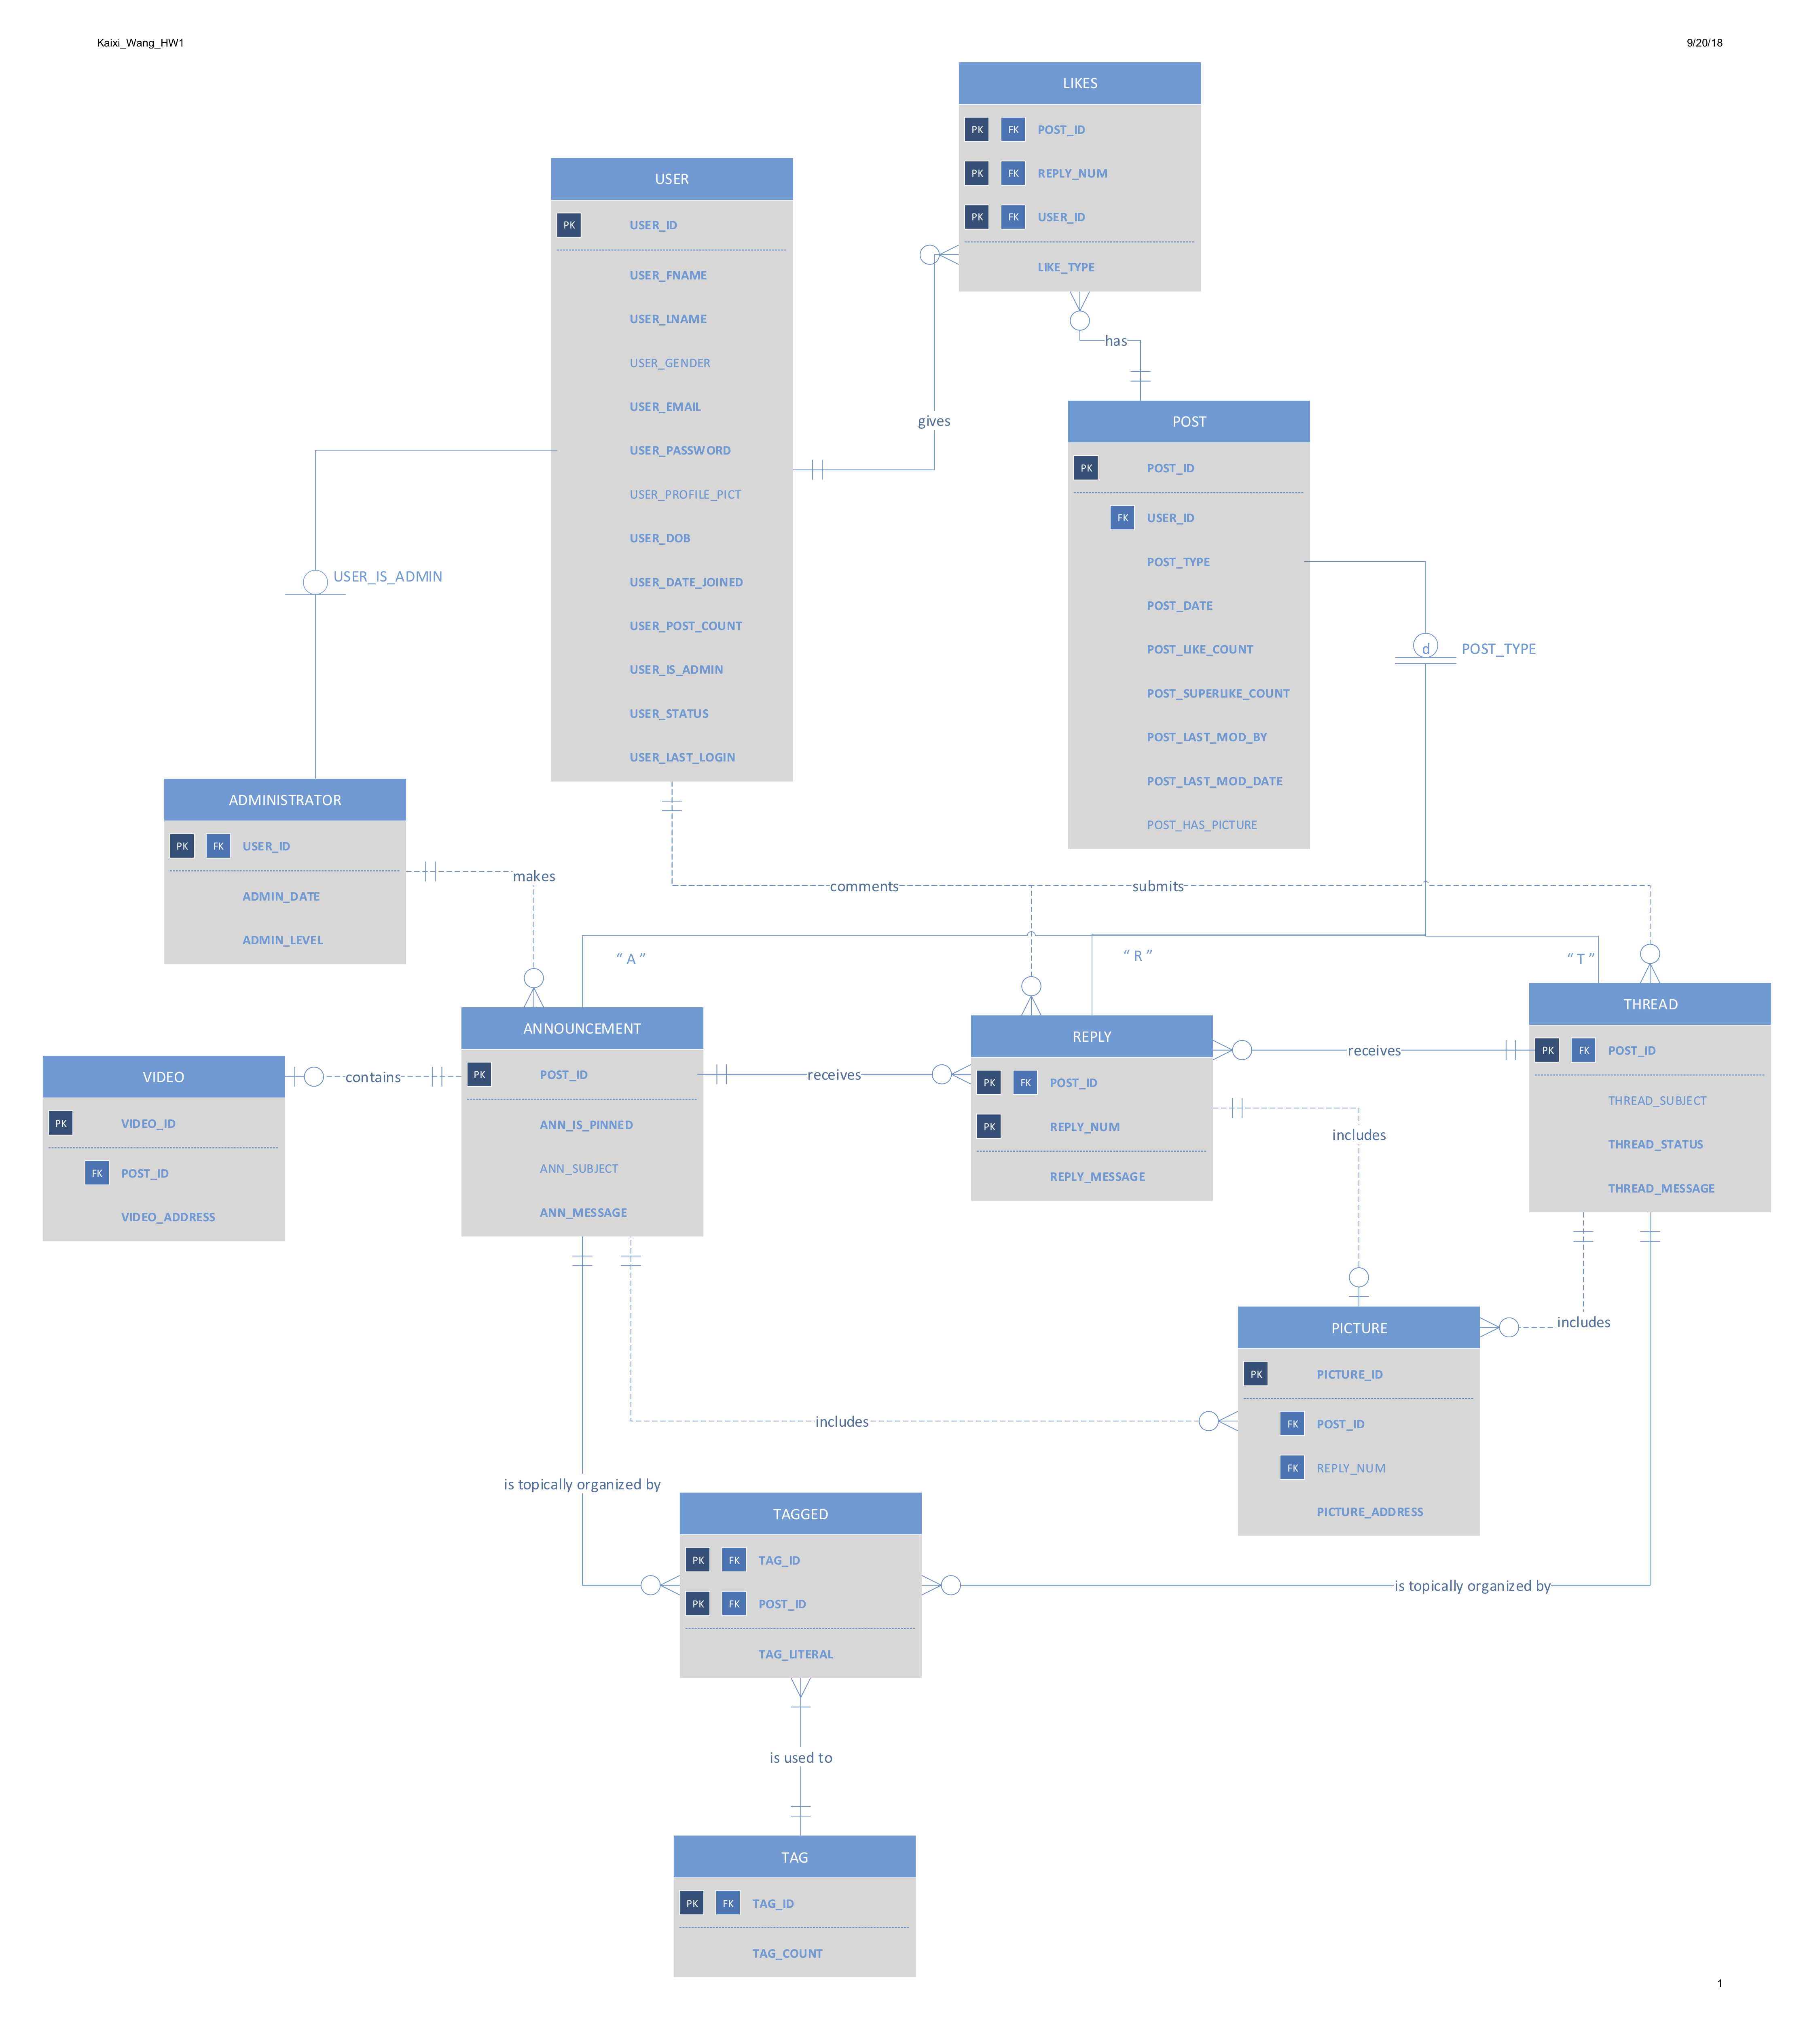 Kaixi_Wang_HW1
9/20/18
LIKES
PK FK POST_ID
PK FK REPLY_NUM
PK FK USER_ID
LIKE_TYPE
USER
PK USER_ID
USER_FNAME
USER_LNAME
USER_GENDER
USER_EMAIL
USER_PASSWORD
USER_PROFILE_PICT
USER_DOB
USER_DATE_JOINED
USER_POST_COUNT
USER_IS_ADMIN
USER_STATUS
USER_LAST_LOGIN
has
gives
POST
PK POST_ID
FK USER_ID
POST_TYPE
POST_DATE
POST_LIKE_COUNT
POST_SUPERLIKE_COUNT
POST_LAST_MOD_BY
POST_LAST_MOD_DATE
POST_HAS_PICTURE
USER_IS_ADMIN
d POST_TYPE
ADMINISTRATOR
PK FK USER_ID
ADMIN_DATE
ADMIN_LEVEL
makes
comments
submits
“ A ”
“ R ”
“ T ”
ANNOUNCEMENT
PK POST_ID
ANN_IS_PINNED
ANN_SUBJECT
ANN_MESSAGE
REPLY
PK FK POST_ID
PK REPLY_NUM
REPLY_MESSAGE
THREAD
PK FK POST_ID
THREAD_SUBJECT
THREAD_STATUS
THREAD_MESSAGE
VIDEO
PK VIDEO_ID
FK POST_ID
VIDEO_ADDRESS
contains
receives
receives
includes
includes
includes
PICTURE
PK PICTURE_ID
FK POST_ID
FK REPLY_NUM
PICTURE_ADDRESS
is topically organized by
is topically organized by
TAGGED
PK FK TAG_ID
PK FK POST_ID
TAG_LITERAL
is used to
TAG
PK FK TAG_ID
TAG_COUNT
1